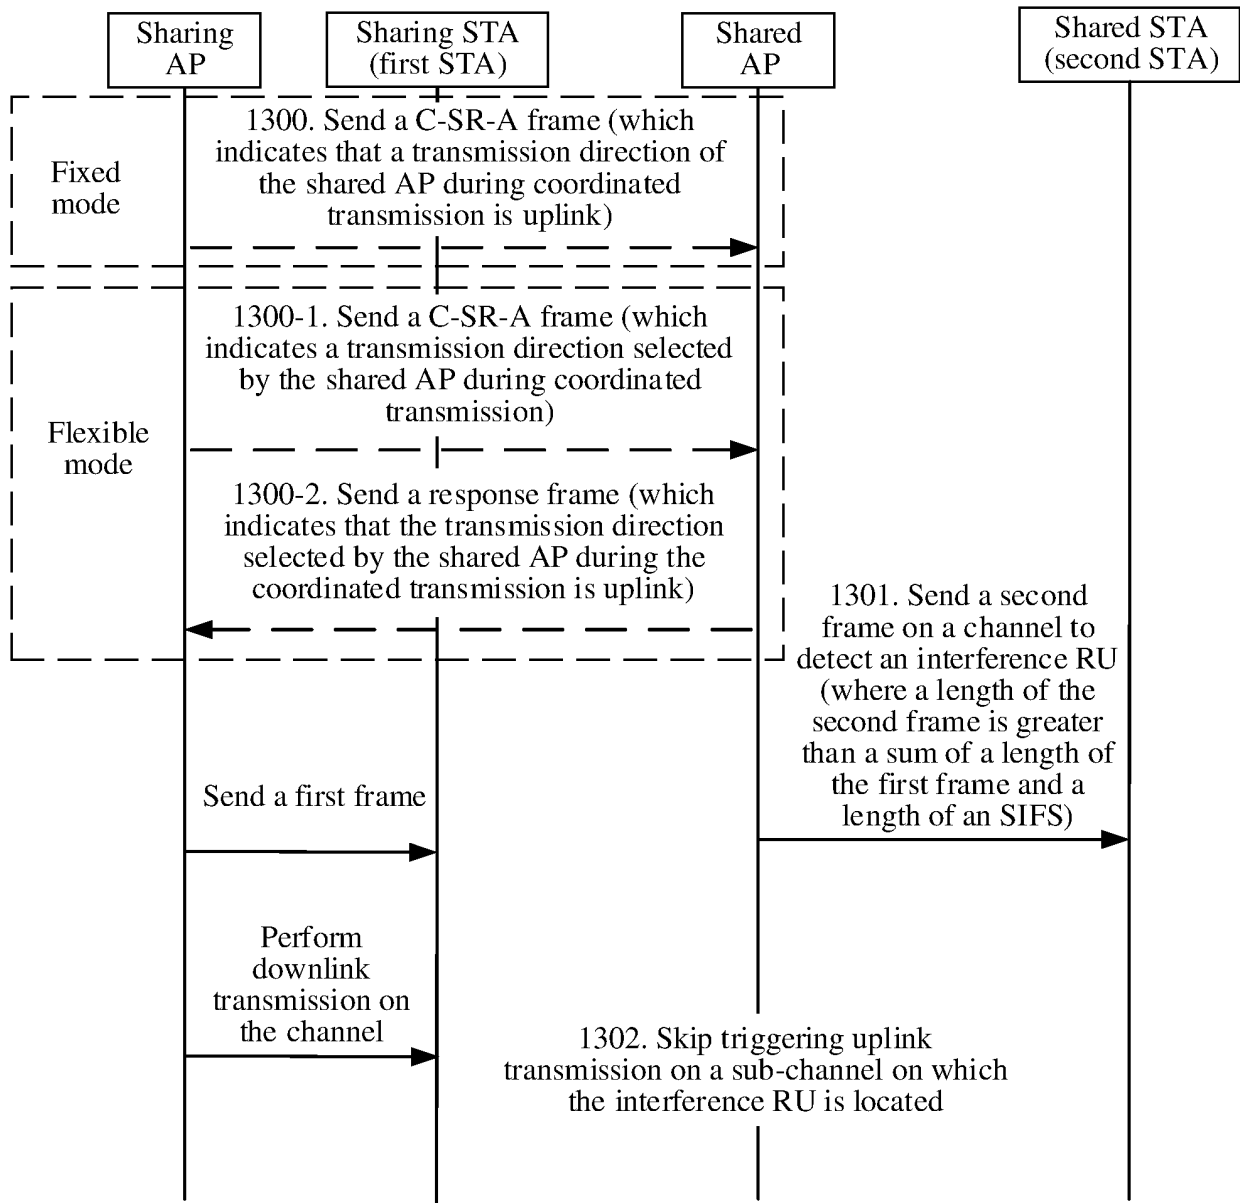 Sharing
AP
Sharing STA
(first STA)
Shared
AP
Shared STA
(second STA)
Fixed
mode
1300. Send a C-SR-A frame (which
indicates that a transmission direction of
the shared AP during coordinated
transmission is uplink)
Flexible
mode
1300-1. Send a C-SR-A frame (which
indicates a transmission direction selected
by the shared AP during coordinated
transmission)
1300-2. Send a response frame (which
indicates that the transmission direction
selected by the shared AP during the
coordinated transmission is uplink)
1301. Send a second
frame on a channel to
detect an interference RU
(where a length of the
second frame is greater
than a sum of a length of
the first frame and a
length of an SIFS)
Send a first frame
Perform
downlink
transmission on
the channel
1302. Skip triggering uplink
transmission on a sub-channel on which
the interference RU is located